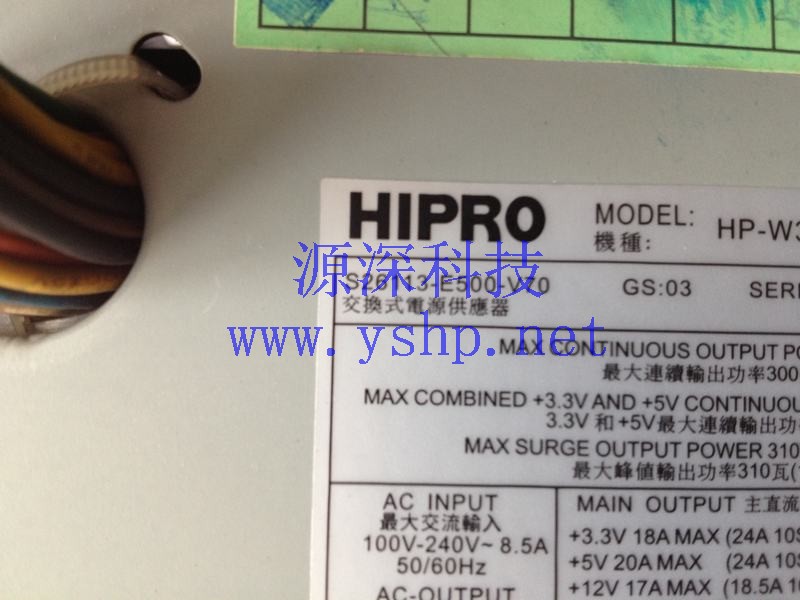 HIPRO
MODEL: HP-W3
機種:
源深科技
S26113-E500-V70 GS:03 SERI
交換式電源供應器
www.yshp.net
MAX CONTINUOUS OUTPUT PO
最大連續輸出功率300
MAX COMBINED +3.3V AND +5V CONTINUOU
3.3V 和 +5V最大連續輸出功
MAX SURGE OUTPUT POWER 310
最大峰值輸出功率310瓦(
AC INPUT
最大交流輸入
100V-240V~ 8.5A
50/60Hz
AC-OUTPUT
MAIN OUTPUT 主直流
+3.3V 18A MAX (24A 10S
+5V 20A MAX (24A 10S
+12V 17A MAX (18.5A 10